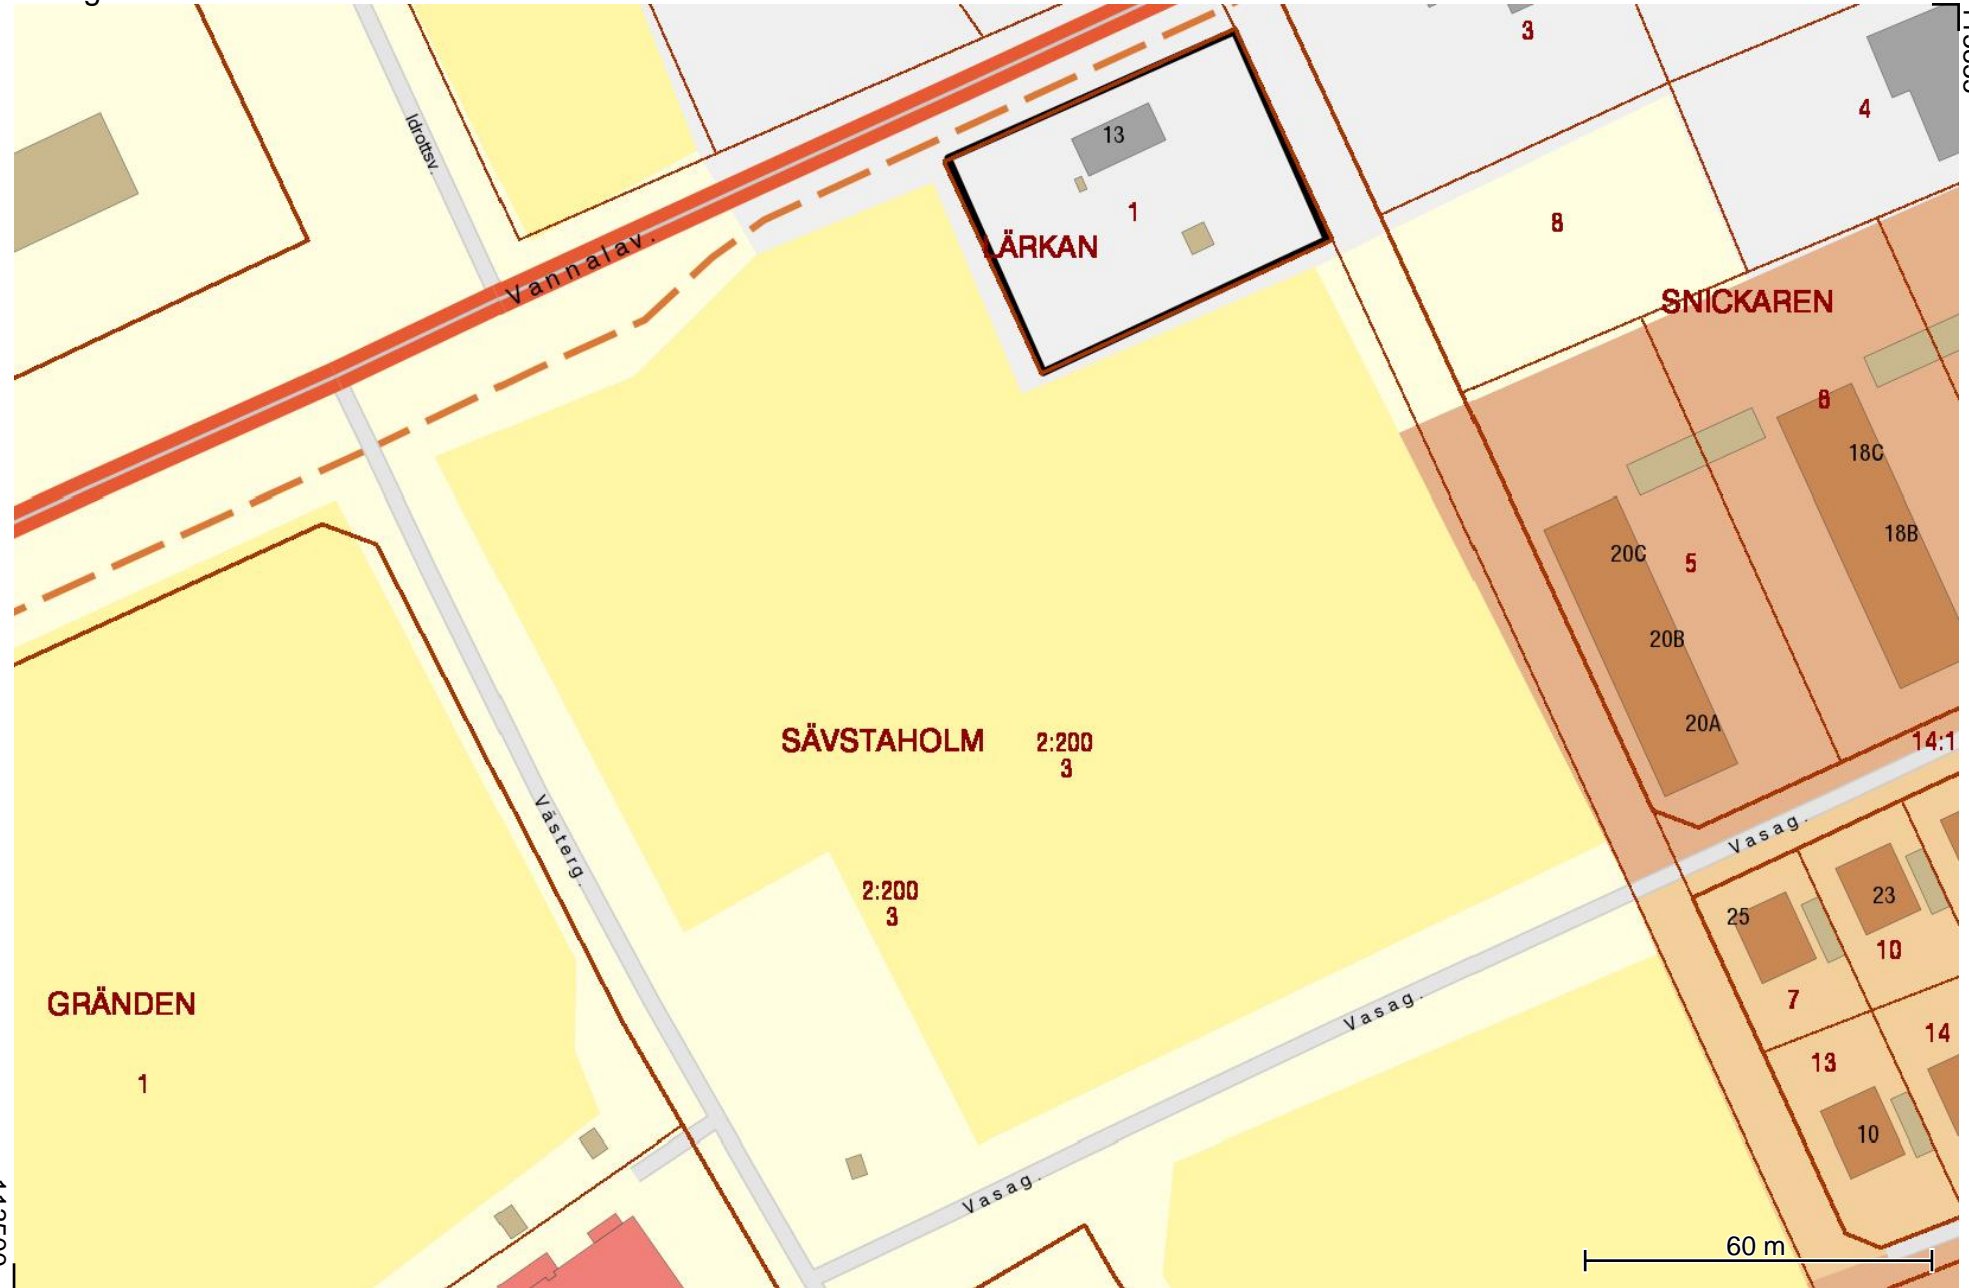 3
4
Idrottsv.
13
1
8
LÄRKAN
Vannalav.
SNICKAREN
8
18C
18B
20C
5
20B
20A
SÄVSTAHOLM 2:200
3
14:1
Västerg.
Vasag.
2:200
3
25
23
10
GRÄNDEN
7
Vasag.
14
13
1
10
Vasag.
60 m